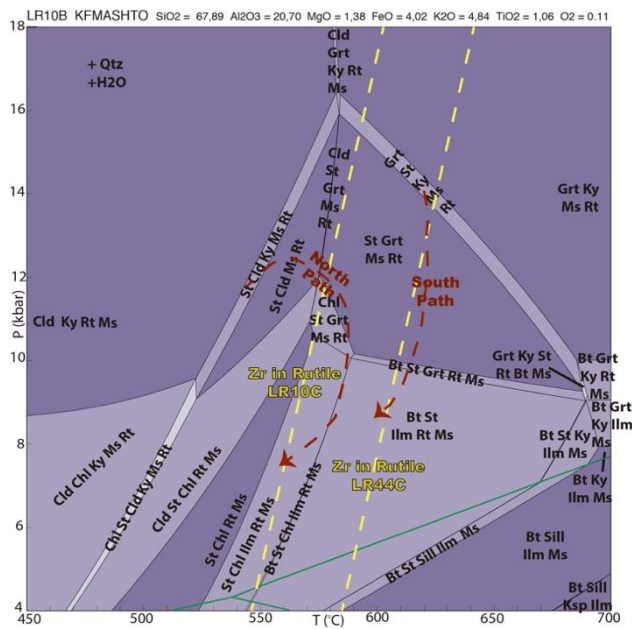 LR10B KFMASHTO SiO2 = 67,89 Al2O3 = 20,70 MgO = 1,38 FeO = 4,02 K2O = 4,84 TiO2 = 1,06 O2 = 0.11
18
+ Qtz
+H2O
Cld
Grt
Ky Rt
Ms
16
Cld
St
Grt
Ms
Rt
Grt
St
Ky
Ms
Rt
14
Grt Ky
Ms Rt
St Cld Ky Ms Rt
St Cld Ms Rt
St Grt
Ms Rt
12
North
Path
South
Path
P (kbar)
Cld Ky Rt Ms
Chl
St Grt
Ms Rt
10
Bt St Grt Rt Ms
Grt Ky St
Rt Bt Ms
Bt Grt
Ky Rt
Ms
Zr in Rutile
LR10C
Bt Grt
Ky Ilm
Ms
8
Bt St
Ilm Rt Ms
Bt St Ky
Ilm Ms
Cld Chl Ky Ms Rt
Chl St Cld Ky Ms Rt
Cld St Chl Rt Ms
St Chl Rt Ms
St Chl Ilm Rt Ms
Bt St Chl Ilm Rt Ms
Zr in Rutile
LR44C
Bt Ky
Ilm Ms
6
Bt St Sill Ilm Ms
Bt Sill
Ilm Ms
Bt Sill
Ksp Ilm
4
450
500
550
T (°C)
600
650
700